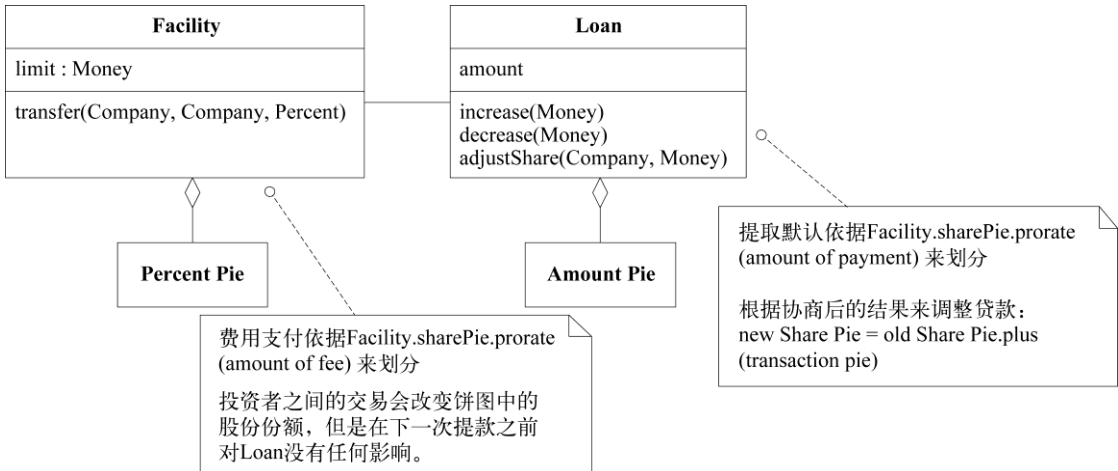 Facility
limit : Money
transfer(Company, Company, Percent)
Loan
amount
increase(Money)
decrease(Money)
adjustShare(Company, Money)
Percent Pie
Amount Pie
费用支付依据Facility.sharePie.prorate
(amount of fee) 来划分
投资者之间的交易会改变饼图中的
股份份额，但是在下一次提款之前
对Loan没有任何影响。
提取默认依据Facility.sharePie.prorate
(amount of payment) 来划分
根据协商后的结果来调整贷款：
new Share Pie = old Share Pie.plus
(transaction pie)